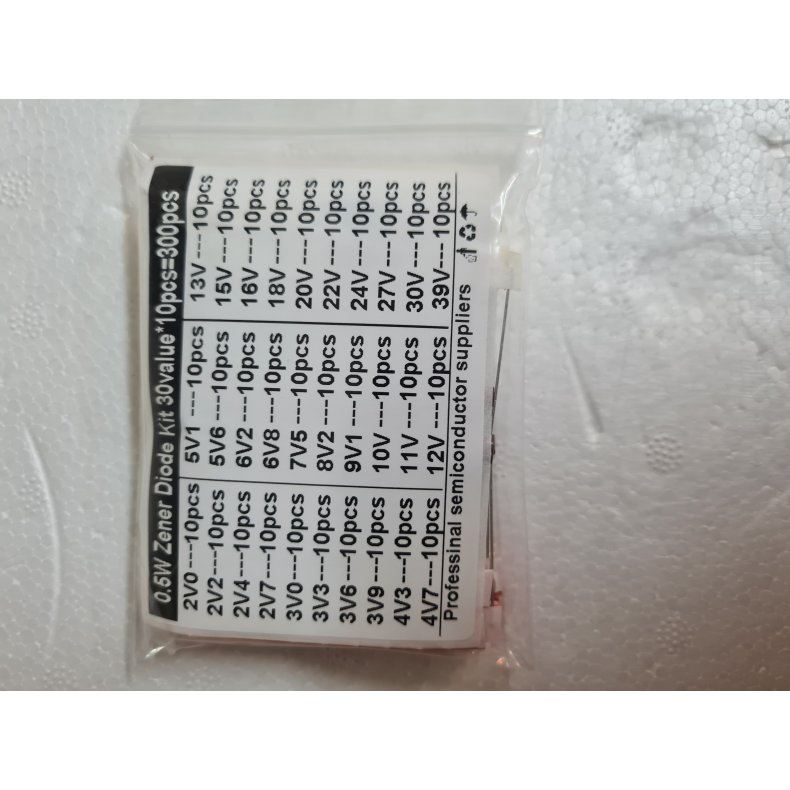 0.5W Zener Diode Kit 30value*10pcs=300pcs
2V0---10pcs 5V1 ---10pcs 13V---10pcs
2V2---10pcs 5V6 ---10pcs 15V---10pcs
2V4---10pcs 6V2 ---10pcs 16V---10pcs
2V7---10pcs 6V8 ---10pcs 18V---10pcs
3V0---10pcs 7V5 ---10pcs 20V---10pcs
3V3---10pcs 8V2 ---10pcs 22V---10pcs
3V6---10pcs 9V1 ---10pcs 24V---10pcs
3V9---10pcs 10V ---10pcs 27V---10pcs
4V3---10pcs 11V ---10pcs 30V---10pcs
4V7---10pcs 12V ---10pcs 39V---10pcs
Professinal semiconductor suppliers